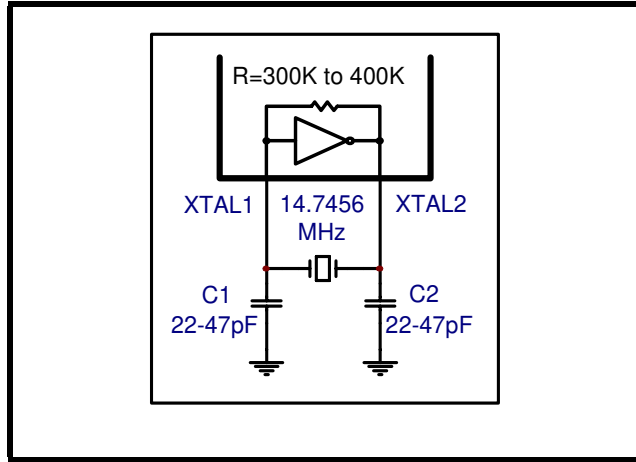 R=300K to 400K
XTAL1 14.7456 XTAL2
MHz
C1 C2
22-47pF 22-47pF